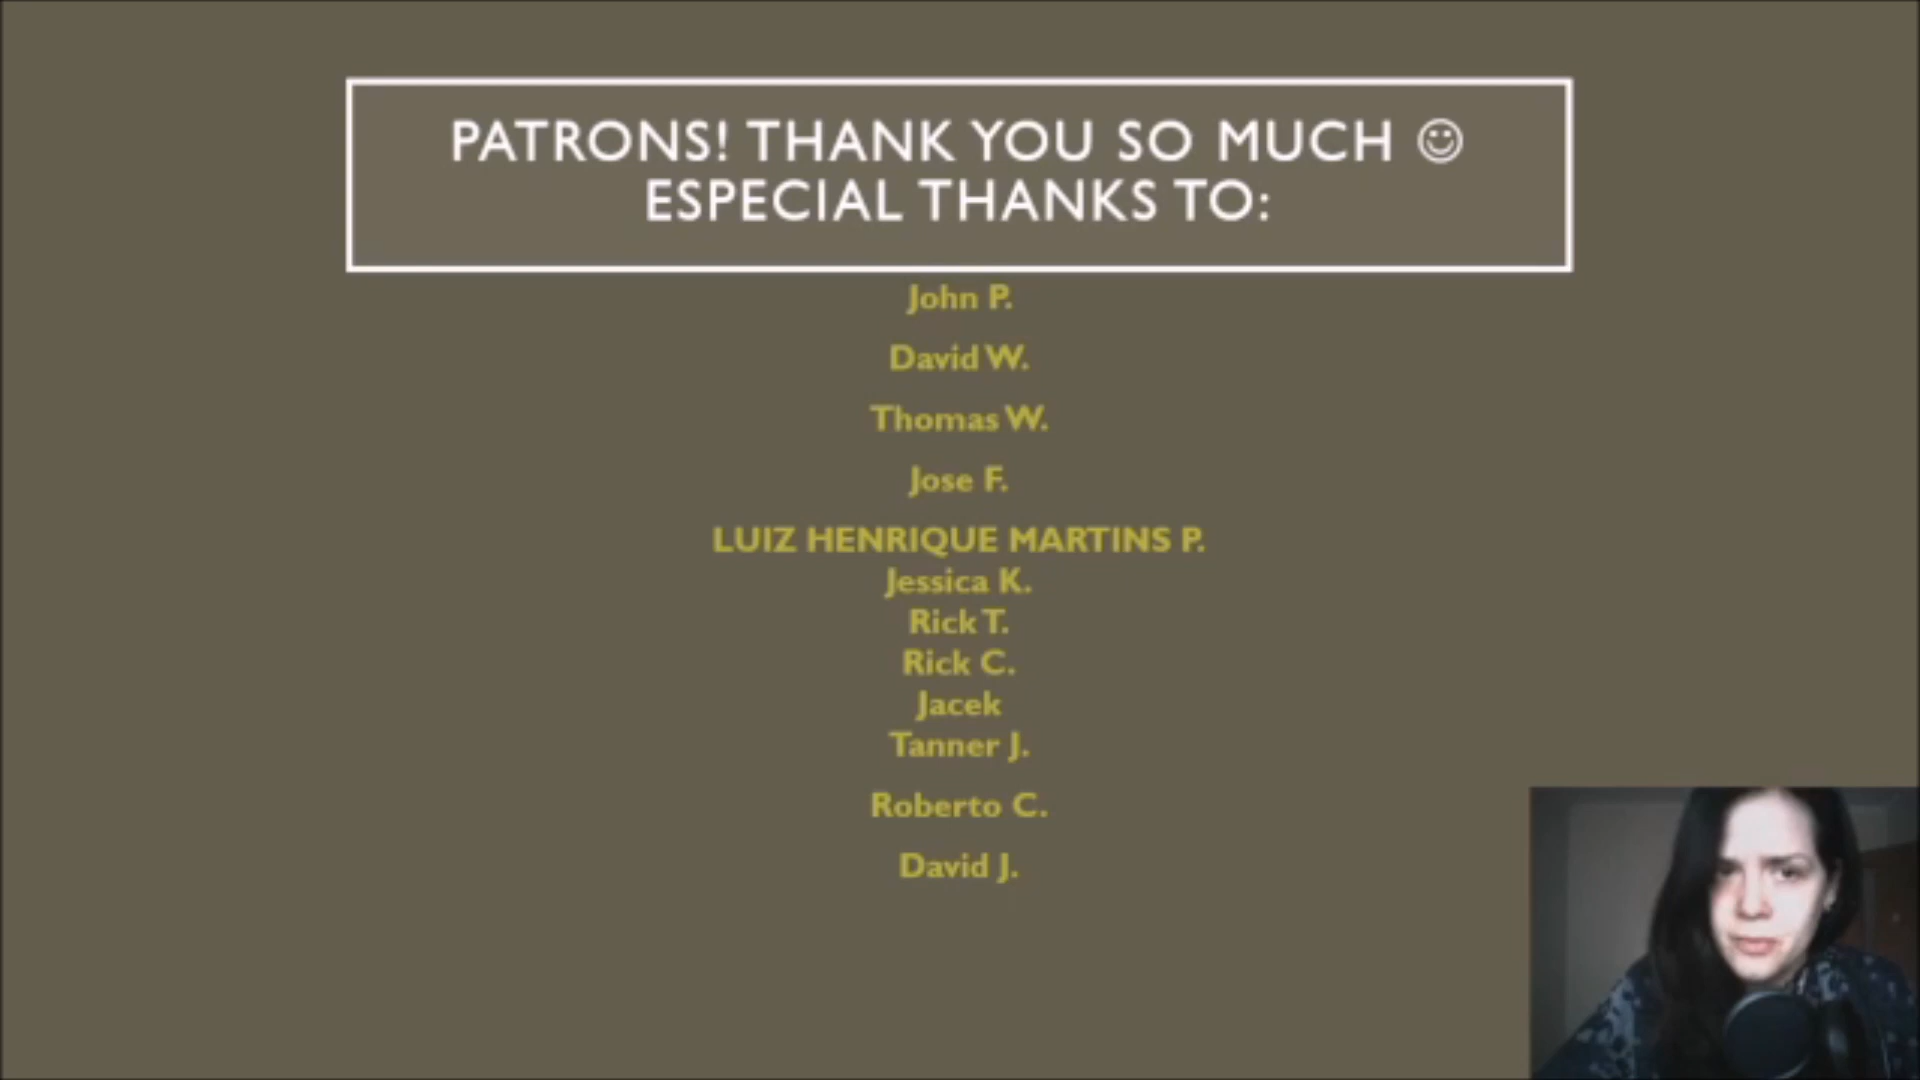 PATRONS! THANK YOU SO MUCH ☺
ESPECIAL THANKS TO:
John P.
David W.
Thomas W.
Jose F.
LUIZ HENRIQUE MARTINS P.
Jessica K.
Rick T.
Rick C.
Jacek
Tanner J.
Roberto C.
David J.